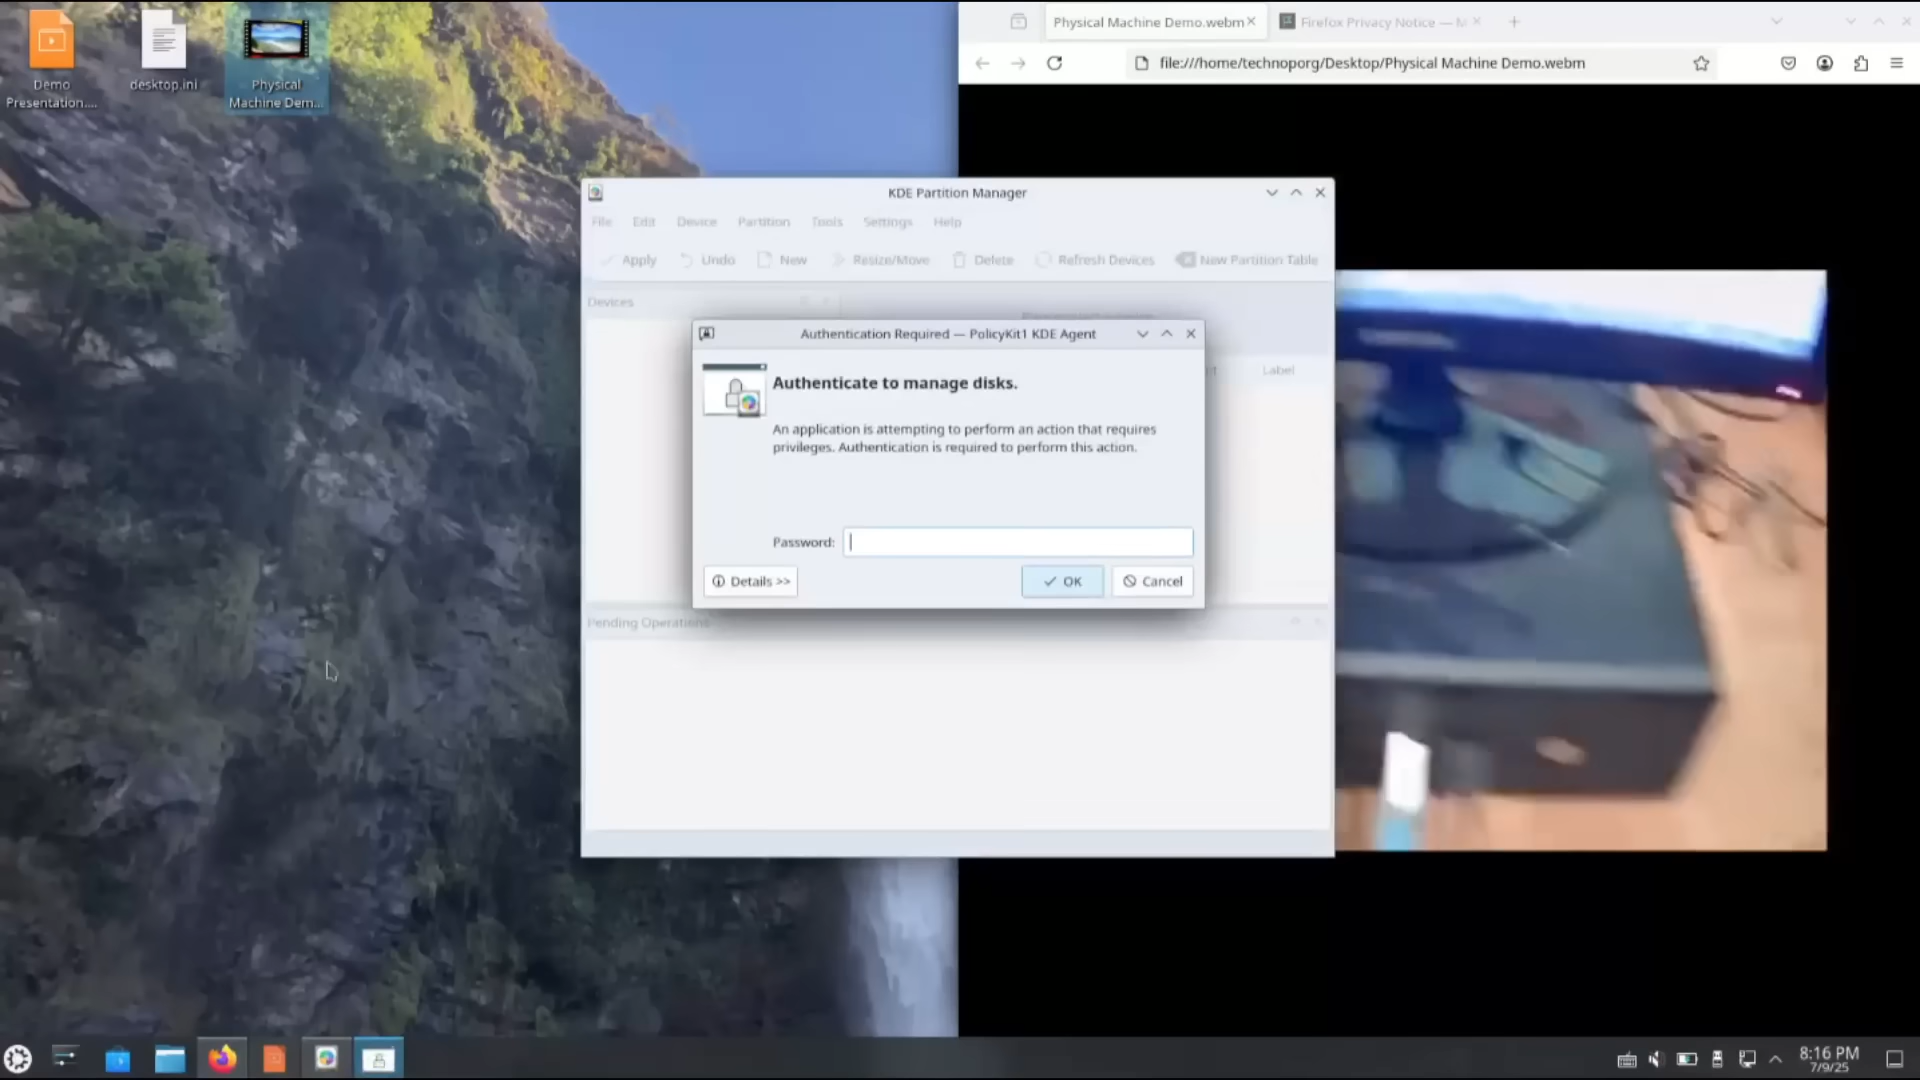 Demo
Presentation....
desktop.ini
Physical
Machine Dem...
Physical Machine Demo.webm
Firefox Privacy Notice — M
file:///home/technoporg/Desktop/Physical Machine Demo.webm
KDE Partition Manager
File Edit Device Partition Tools Settings Help
Apply Undo New Resize/Move Delete Refresh Devices New Partition Table
Devices
Label
Authentication Required — PolicyKit1 KDE Agent
Authenticate to manage disks.
An application is attempting to perform an action that requires
privileges. Authentication is required to perform this action.
Password:
Details >>
OK
Cancel
Pending Operations
8:16 PM
7/9/25